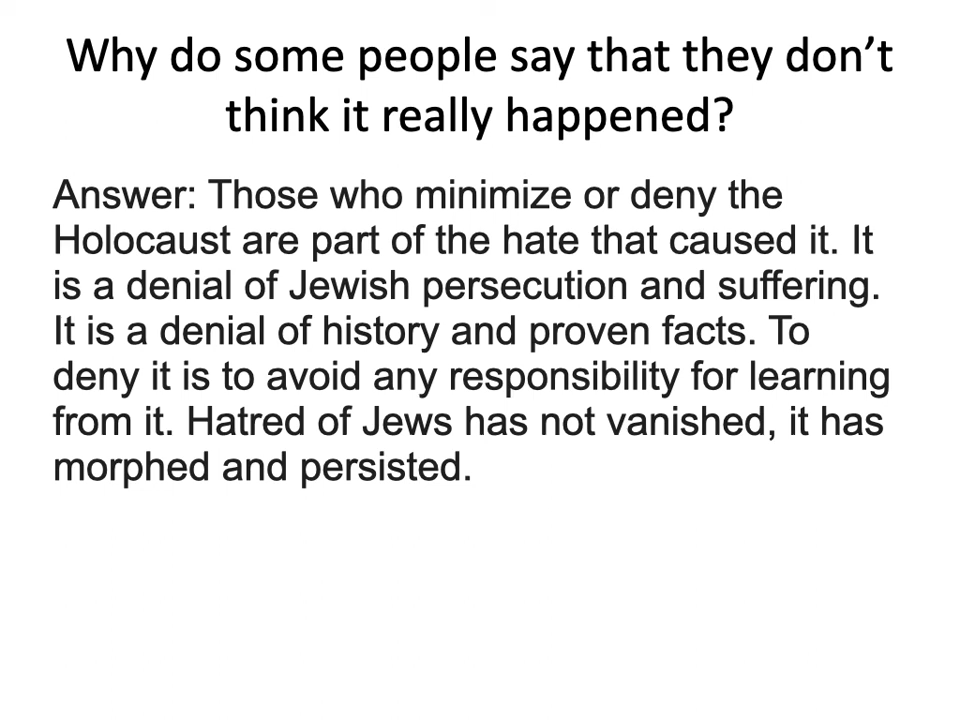 Why do some people say that they don’t
think it really happened?
Answer: Those who minimize or deny the
Holocaust are part of the hate that caused it. It
is a denial of Jewish persecution and suffering.
It is a denial of history and proven facts. To
deny it is to avoid any responsibility for learning
from it. Hatred of Jews has not vanished, it has
morphed and persisted.